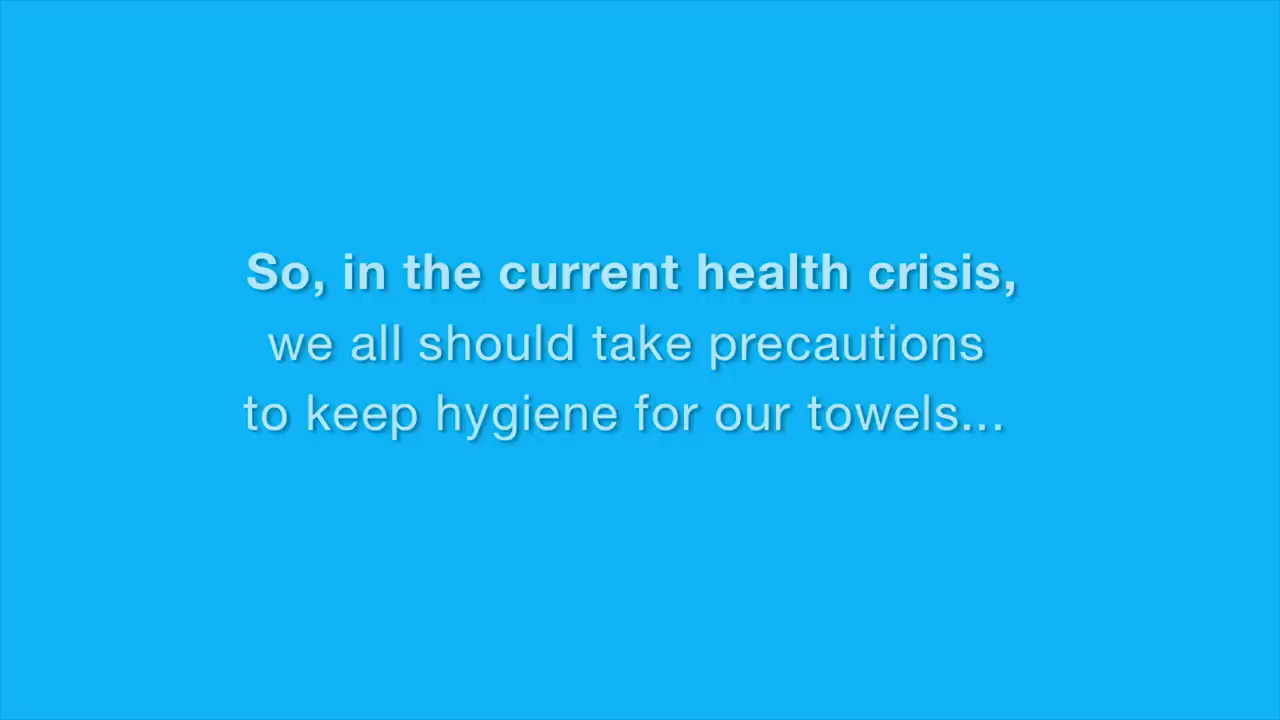 So, in the current health crisis,
we all should take precautions
to keep hygiene for our towels...